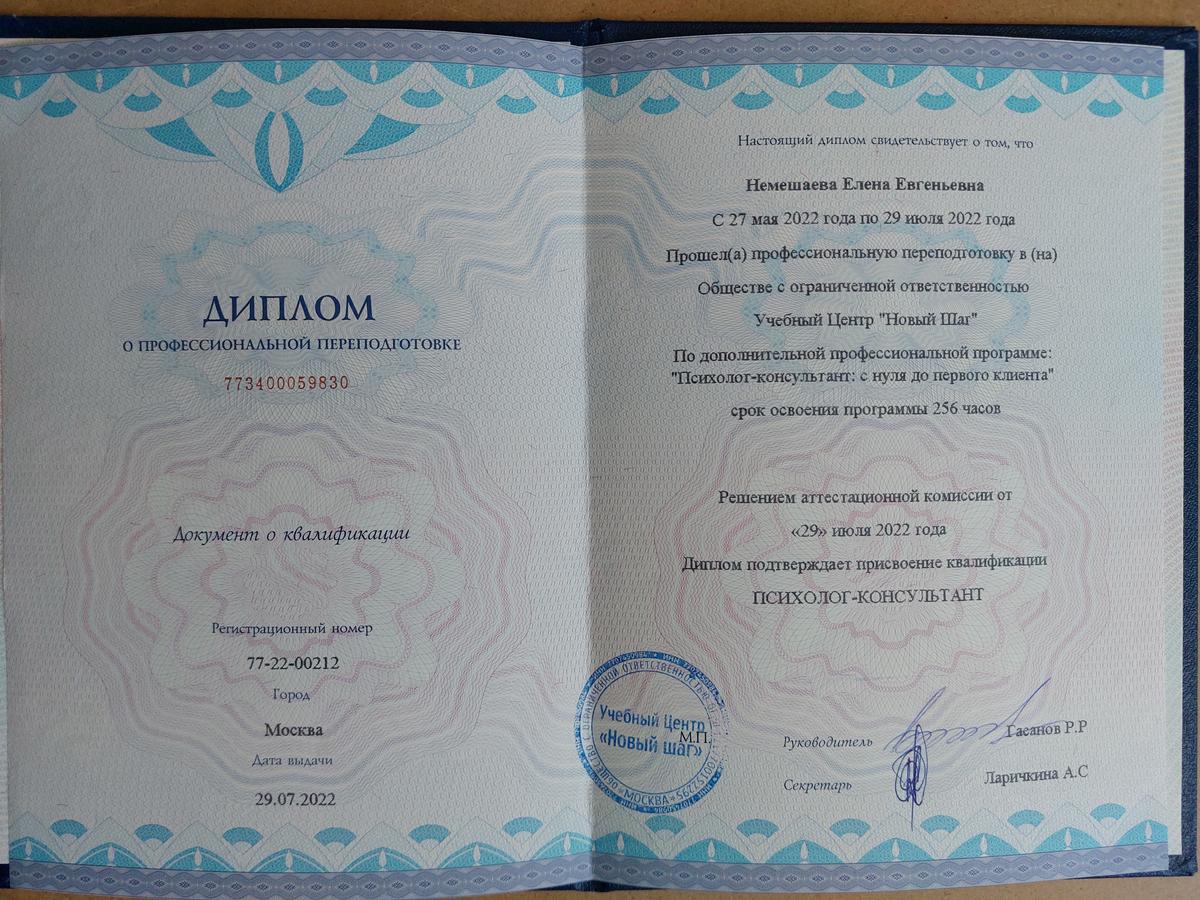 ДИПЛОМ
О ПРОФЕССИОНАЛЬНОЙ ПЕРЕПОДГОТОВКЕ
773400059830
Документ о квалификации
Регистрационный номер
77-22-00212
Город
Москва
Дата выдачи
29.07.2022
Настоящий диплом свидетельствует о том, что
Немешаева Елена Евгеньевна
С 27 мая 2022 года по 29 июля 2022 года
Прошел(а) профессиональную переподготовку в (на)
Обществе с ограниченной ответственностью
Учебный Центр "Новый Шаг"
По дополнительной профессиональной программе:
"Психолог-консультант: с нуля до первого клиента"
срок освоения программы 256 часов
Решением аттестационной комиссии от
«29» июля 2022 года
Диплом подтверждает присвоение квалификации
ПСИХОЛОГ-КОНСУЛЬТАНТ
ОБЩЕСТВО С ОГРАНИЧЕННОЙ ОТВЕТСТВЕННОСТЬЮ
Учебный Центр
«Новый шаг»
МОСКВА
М.П.
Руководитель Гасанов Р.Р
Секретарь Ларичкина А.С